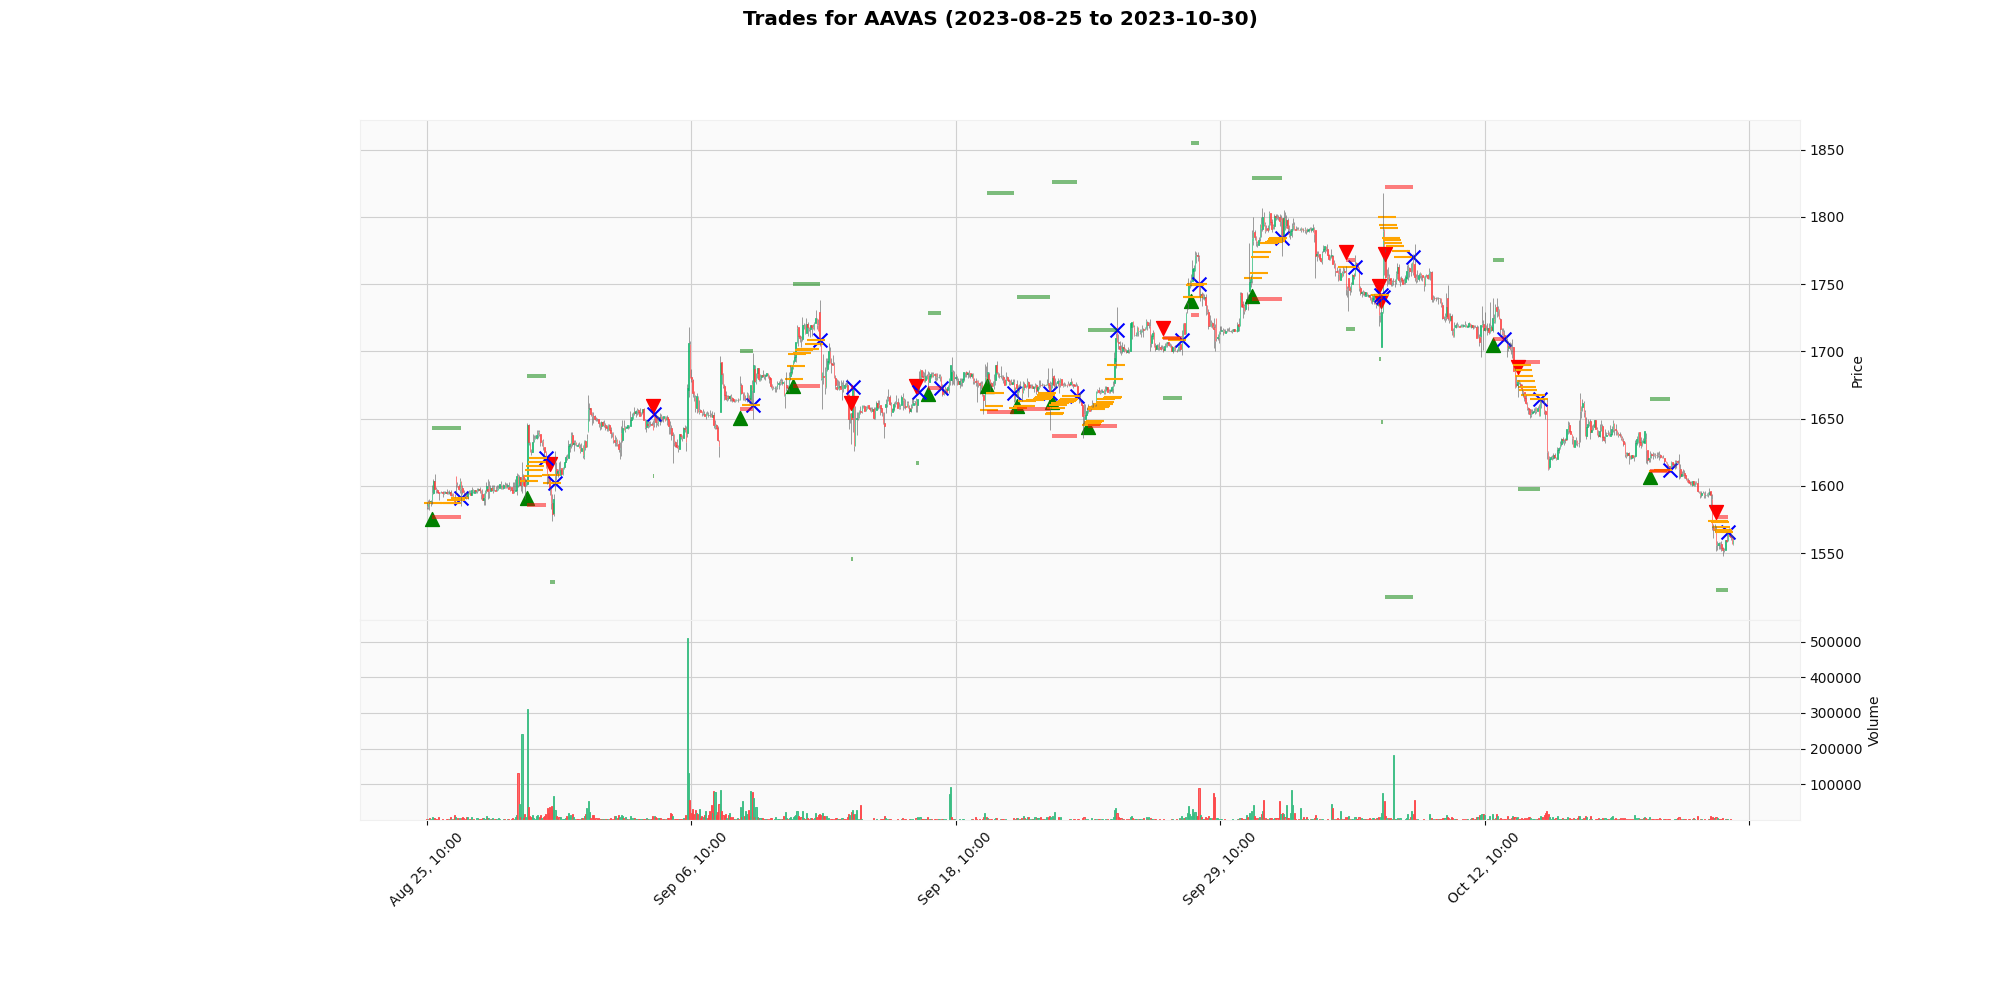 Trades for AAVAS (2023-08-25 to 2023-10-30)
1850
1800
1750
1700
1650
1600
1550
Price
500000
400000
300000
200000
100000
Volume
Aug 25, 10:00
Sep 06, 10:00
Sep 18, 10:00
Sep 29, 10:00
Oct 12, 10:00